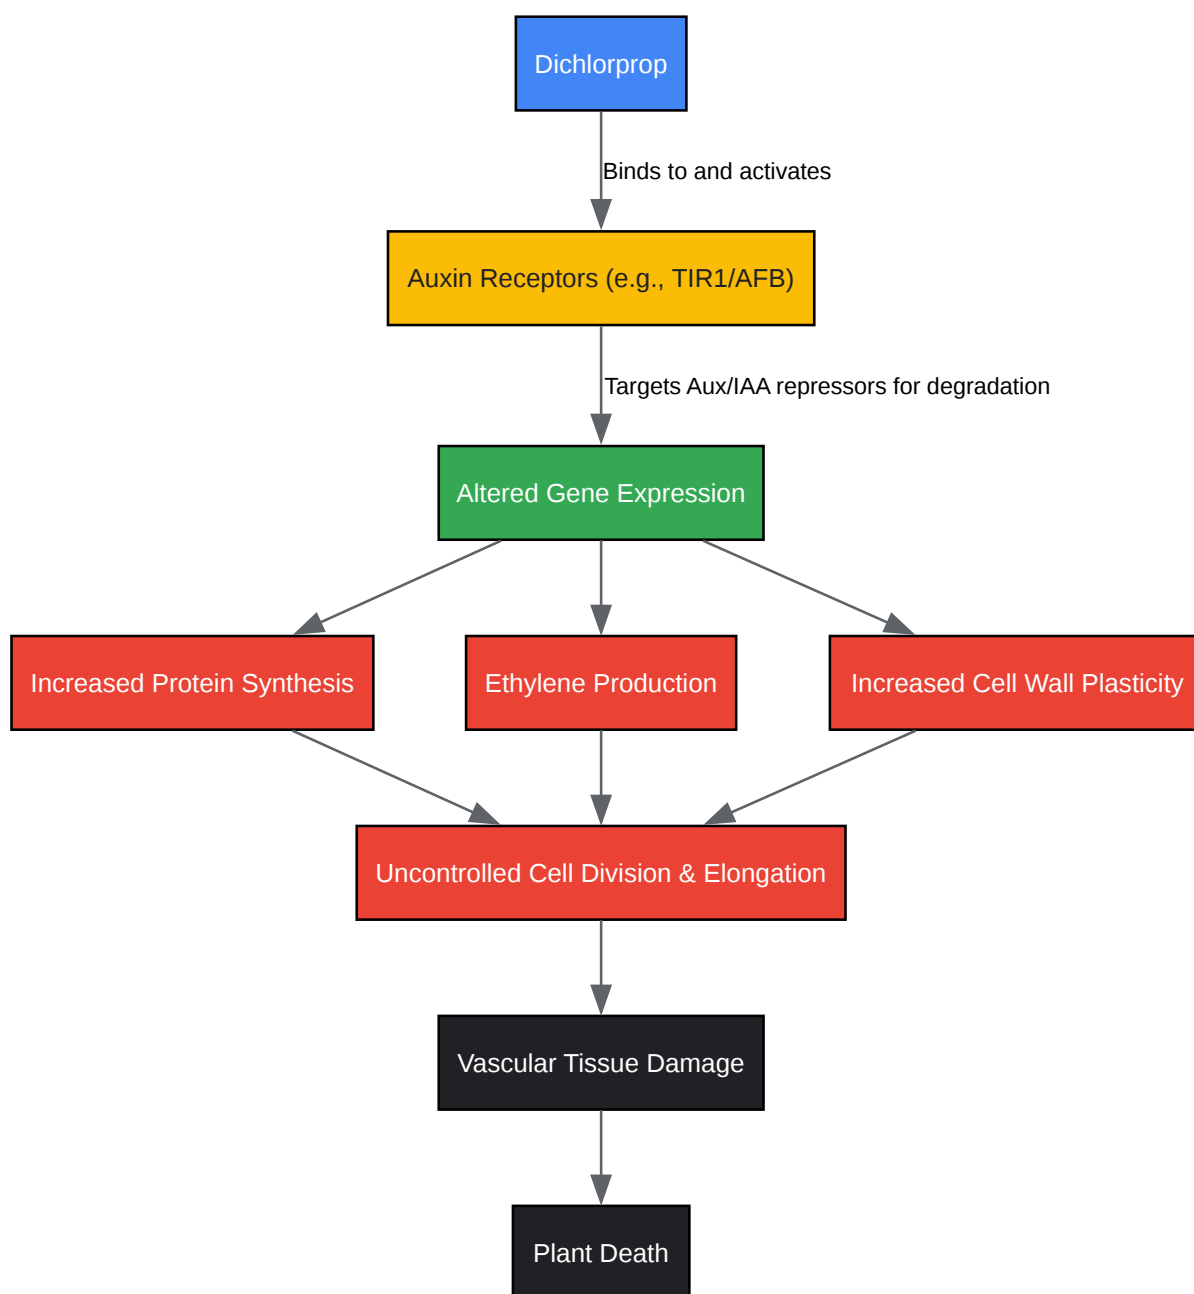 Dichlorprop
Binds to and activates
Auxin Receptors (e.g., TIR1/AFB)
Targets Aux/IAA repressors for degradation
Altered Gene Expression
Increased Protein Synthesis
Ethylene Production
Increased Cell Wall Plasticity
Uncontrolled Cell Division & Elongation
Vascular Tissue Damage
Plant Death